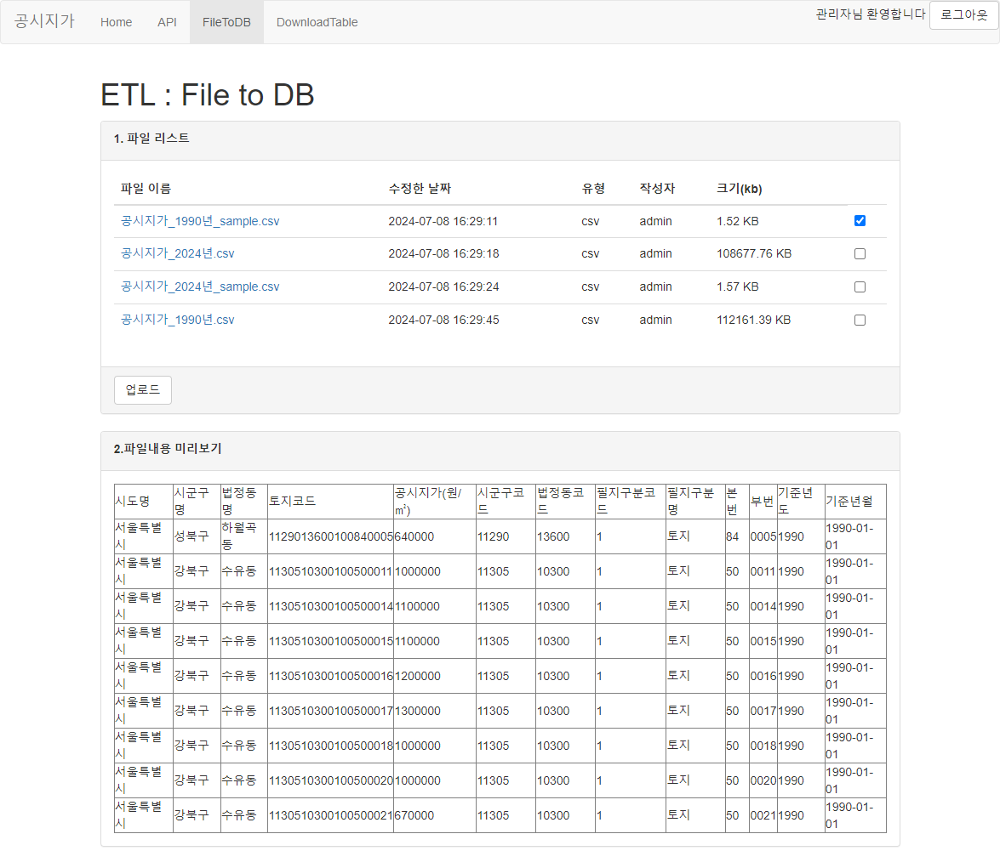 공시지가 Home API FileToDB DownloadTable 관리자님 환영합니다 로그아웃
ETL : File to DB
1. 파일 리스트
파일 이름 수정한 날짜 유형 작성자 크기(kb)
공시지가_1990년_sample.csv 2024-07-08 16:29:11 csv admin 1.52 KB
공시지가_2024년.csv 2024-07-08 16:29:18 csv admin 108677.76 KB
공시지가_2024년_sample.csv 2024-07-08 16:29:24 csv admin 1.57 KB
공시지가_1990년.csv 2024-07-08 16:29:45 csv admin 112161.39 KB
업로드
2.파일내용 미리보기
시도명 시군구명 법정동명 토지코드 공시지가(원/㎡) 시군구코드 법정동코드 필지구분코드 필지구분명 본번 부번 기준년도 기준년월
서울특별시 성북구 하월곡동 1129013600100840005 640000 11290 13600 1 토지 84 0005 1990 1990-01-01
서울특별시 강북구 수유동 1130510300100500011 1000000 11305 10300 1 토지 50 0011 1990 1990-01-01
서울특별시 강북구 수유동 1130510300100500014 1100000 11305 10300 1 토지 50 0014 1990 1990-01-01
서울특별시 강북구 수유동 1130510300100500015 1100000 11305 10300 1 토지 50 0015 1990 1990-01-01
서울특별시 강북구 수유동 1130510300100500016 1200000 11305 10300 1 토지 50 0016 1990 1990-01-01
서울특별시 강북구 수유동 1130510300100500017 1300000 11305 10300 1 토지 50 0017 1990 1990-01-01
서울특별시 강북구 수유동 1130510300100500018 1000000 11305 10300 1 토지 50 0018 1990 1990-01-01
서울특별시 강북구 수유동 1130510300100500020 1000000 11305 10300 1 토지 50 0020 1990 1990-01-01
서울특별시 강북구 수유동 1130510300100500021 670000 11305 10300 1 토지 50 0021 1990 1990-01-01